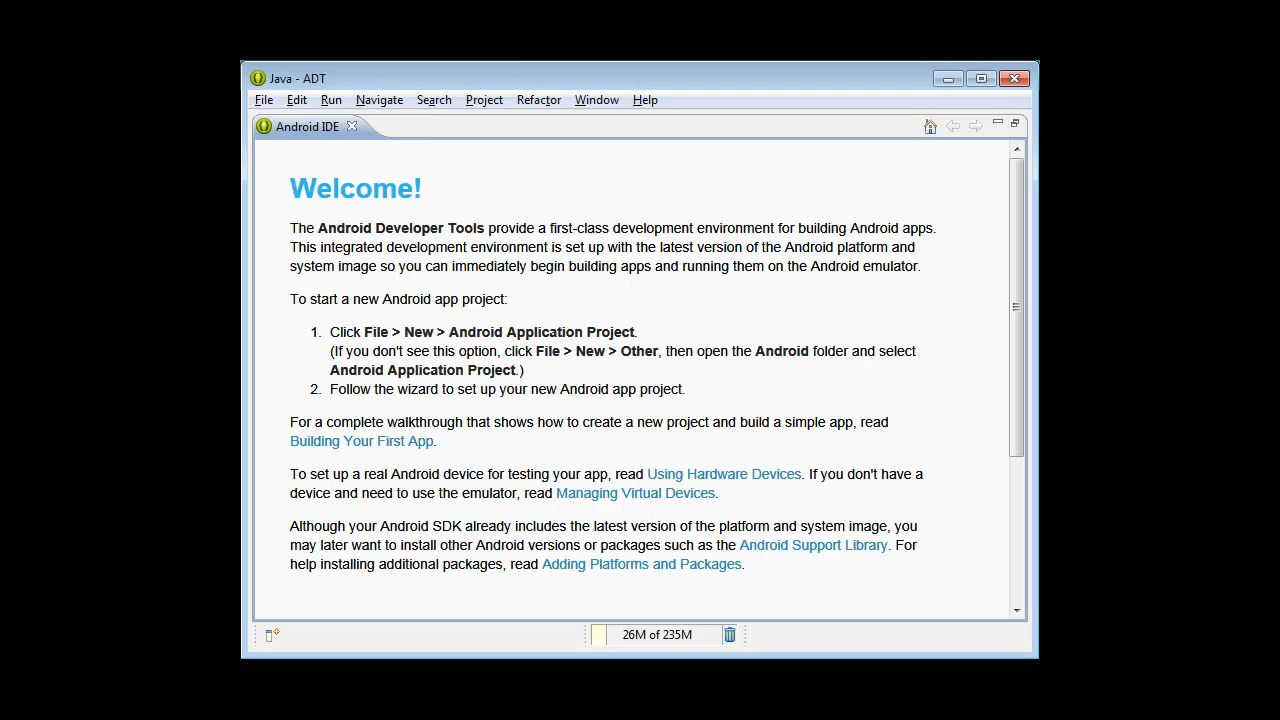 Java - ADT
File Edit Run Navigate Search Project Refactor Window Help
Android IDE
Welcome!
The Android Developer Tools provide a first-class development environment for building Android apps.
This integrated development environment is set up with the latest version of the Android platform and
system image so you can immediately begin building apps and running them on the Android emulator.
To start a new Android app project:
1. Click File > New > Android Application Project.
(If you don't see this option, click File > New > Other, then open the Android folder and select
Android Application Project.)
2. Follow the wizard to set up your new Android app project.
For a complete walkthrough that shows how to create a new project and build a simple app, read
Building Your First App.
To set up a real Android device for testing your app, read Using Hardware Devices. If you don't have a
device and need to use the emulator, read Managing Virtual Devices.
Although your Android SDK already includes the latest version of the platform and system image, you
may later want to install other Android versions or packages such as the Android Support Library. For
help installing additional packages, read Adding Platforms and Packages.
26M of 235M